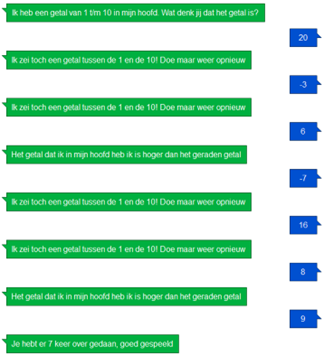 Ik heb een getal van 1 t/m 10 in mijn hoofd. Wat denk jij dat het getal is?
20
Ik zei toch een getal tussen de 1 en de 10! Doe maar weer opnieuw
-3
Ik zei toch een getal tussen de 1 en de 10! Doe maar weer opnieuw
6
Het getal dat ik in mijn hoofd heb ik is hoger dan het geraden getal
-7
Ik zei toch een getal tussen de 1 en de 10! Doe maar weer opnieuw
16
Ik zei toch een getal tussen de 1 en de 10! Doe maar weer opnieuw
8
Het getal dat ik in mijn hoofd heb ik is hoger dan het geraden getal
9
Je hebt er 7 keer over gedaan, goed gespeeld